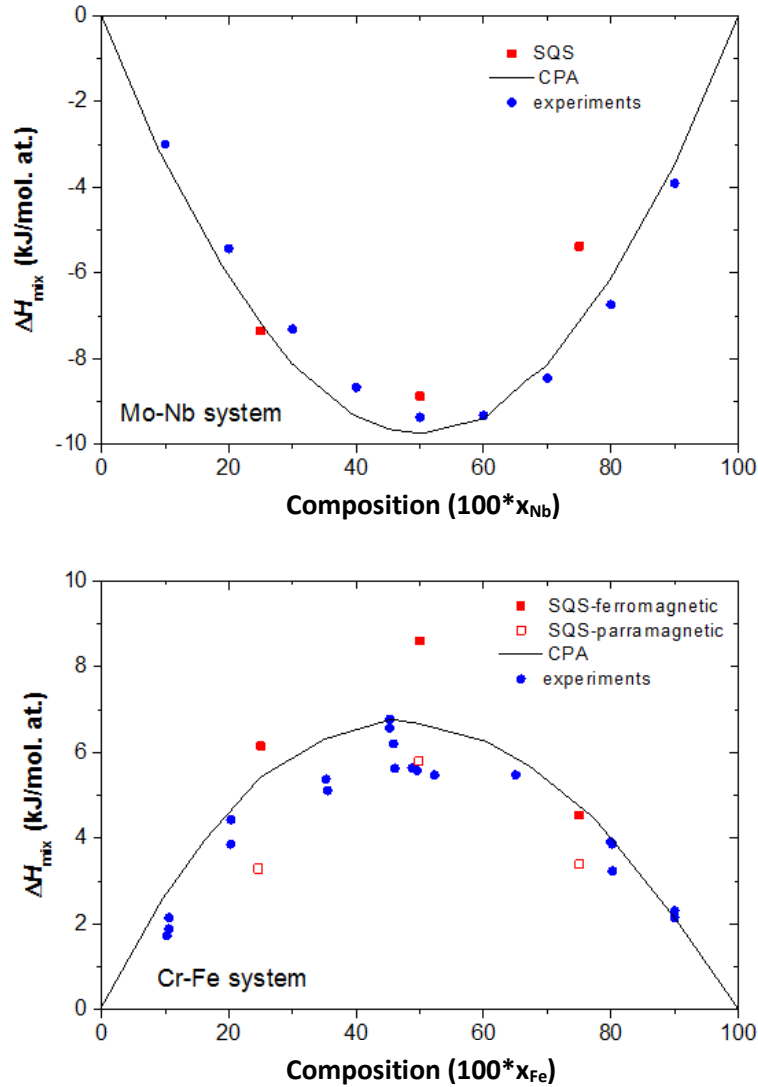 0
-2
-4
-6
-8
-10
ΔHmix (kJ/mol. at.)
SQS
CPA
experiments
Mo-Nb system
0 20 40 60 80 100
Composition (100*xNb)
10
8
6
4
2
0
ΔHmix (kJ/mol. at.)
SQS-ferromagnetic
SQS-parramagnetic
CPA
experiments
Cr-Fe system
0 20 40 60 80 100
Composition (100*xFe)